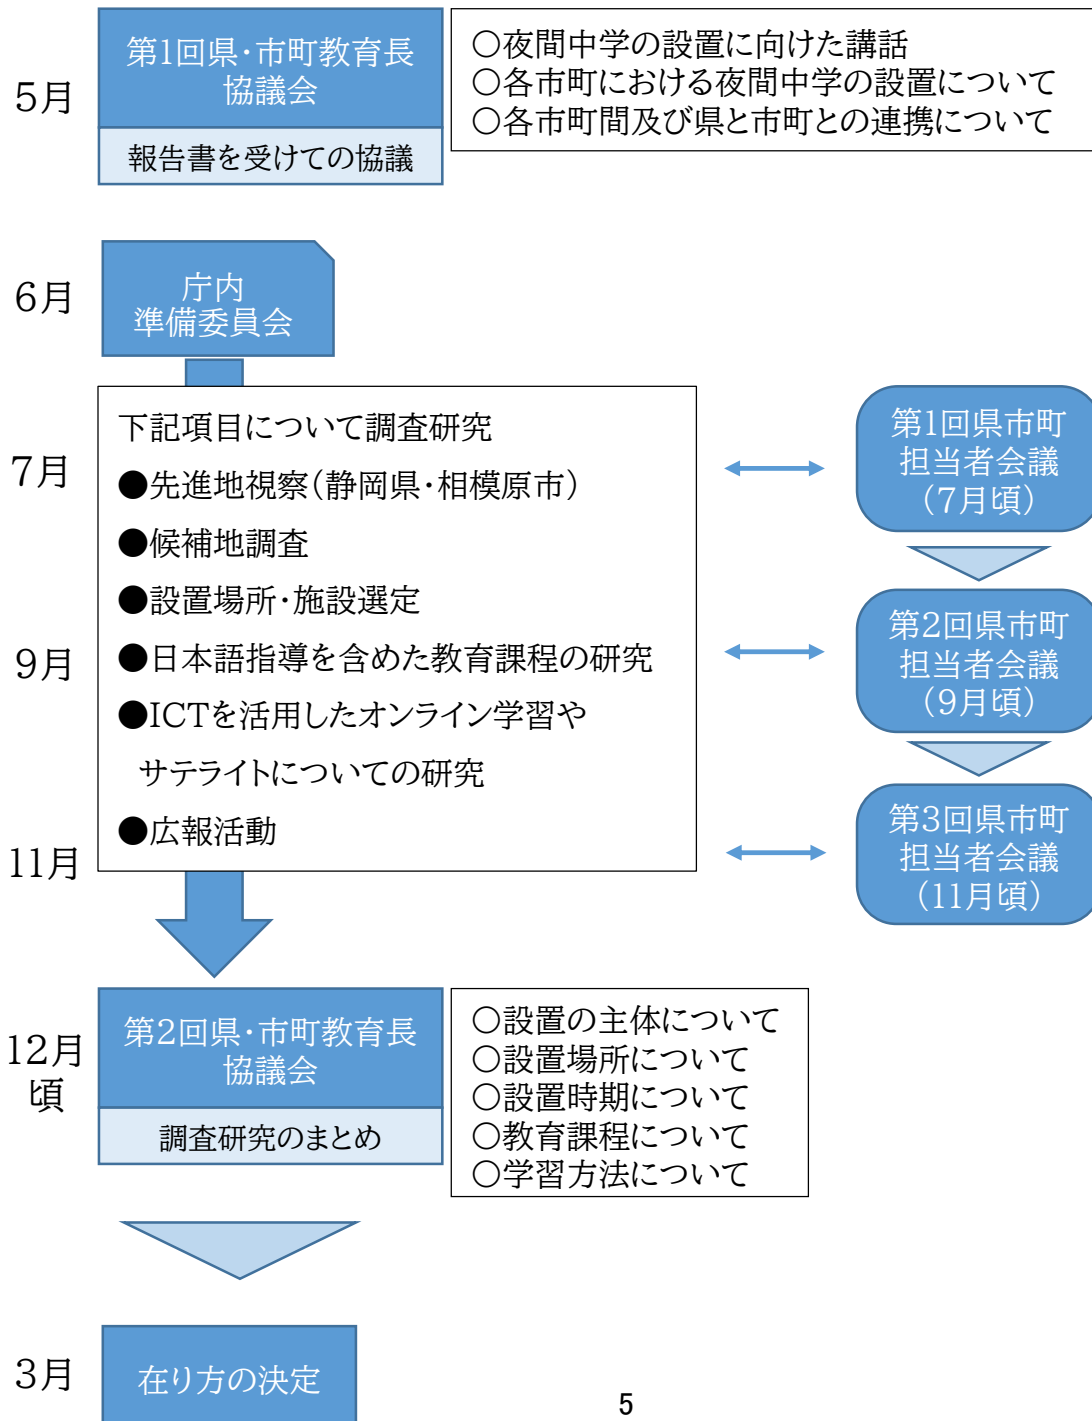 5月
第1回県・市町教育長
協議会
報告書を受けての協議
○夜間中学の設置に向けた講話
○各市町における夜間中学の設置について
○各市町間及び県と市町との連携について
6月
庁内
準備委員会
7月
9月
11月
下記項目について調査研究
●先進地視察(静岡県・相模原市)
●候補地調査
●設置場所・施設選定
●日本語指導を含めた教育課程の研究
●ICTを活用したオンライン学習や
サテライトについての研究
●広報活動
第1回県市町
担当者会議
(7月頃)
第2回県市町
担当者会議
(9月頃)
第3回県市町
担当者会議
(11月頃)
12月
頃
第2回県・市町教育長
協議会
調査研究のまとめ
○設置の主体について
○設置場所について
○設置時期について
○教育課程について
○学習方法について
3月
在り方の決定
5